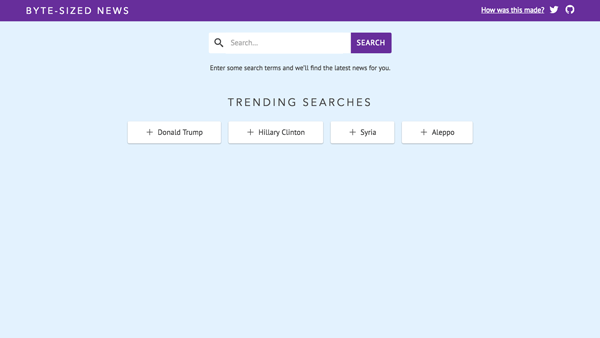 BYTE-SIZED NEWS How was this made?
Search... SEARCH
Enter some search terms and we'll find the latest news for you.
TRENDING SEARCHES
+ Donald Trump + Hillary Clinton + Syria + Aleppo